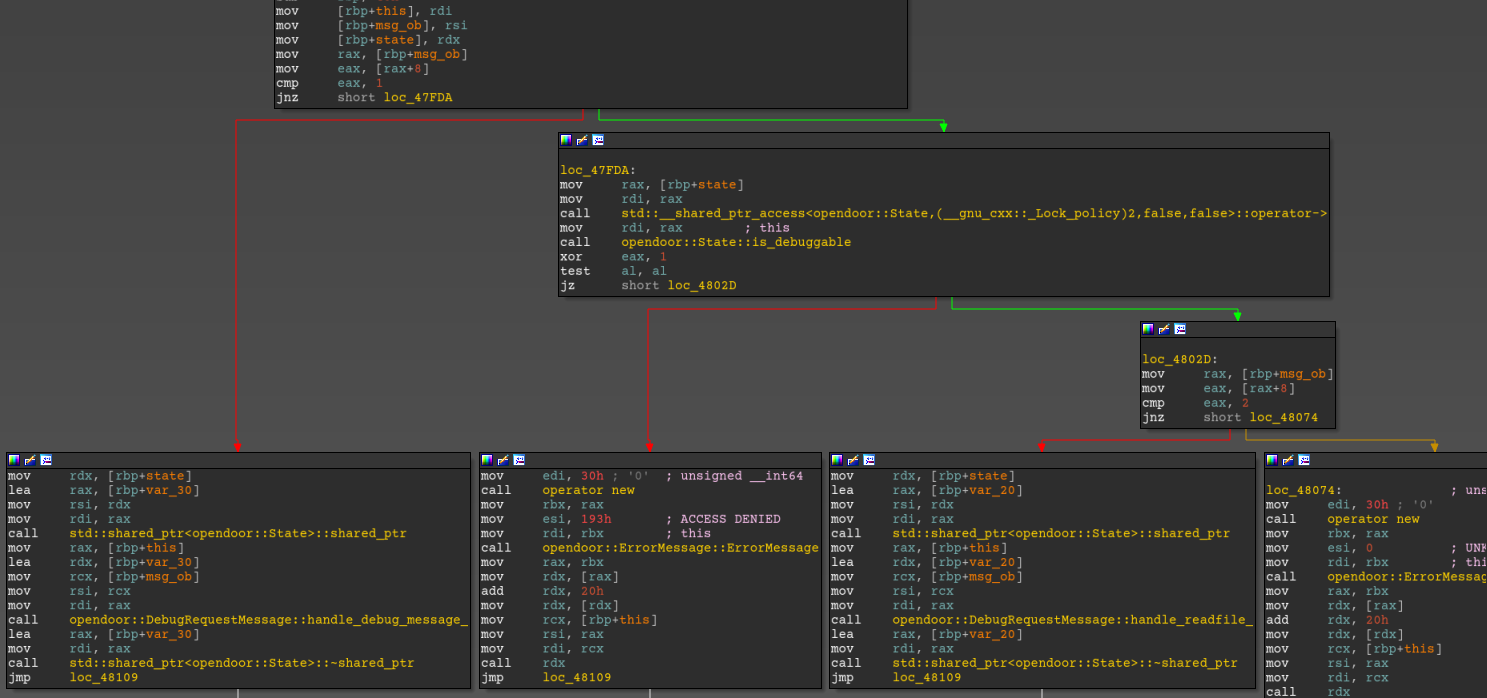 mov [rbp+this], rdi
mov [rbp+msg_ob], rsi
mov [rbp+state], rdx
mov rax, [rbp+msg_ob]
mov eax, [rax+8]
cmp eax, 1
jnz short loc_47FDA
loc_47FDA:
mov rax, [rbp+state]
mov rdi, rax
call std::__shared_ptr_access<opendoor::State,(__gnu_cxx::_Lock_policy)2,false,false>::operator->
mov rdi, rax ; this
call opendoor::State::is_debuggable
xor eax, 1
test al, al
jz short loc_4802D
loc_4802D:
mov rax, [rbp+msg_ob]
mov eax, [rax+8]
cmp eax, 2
jnz short loc_48074
mov rdx, [rbp+state]
lea rax, [rbp+var_30]
mov rsi, rdx
mov rdi, rax
call std::shared_ptr<opendoor::State>::shared_ptr
mov rax, [rbp+this]
lea rdx, [rbp+var_30]
mov rcx, [rbp+msg_ob]
mov rsi, rcx
mov rdi, rax
call opendoor::DebugRequestMessage::handle_debug_message_
lea rax, [rbp+var_30]
mov rdi, rax
call std::shared_ptr<opendoor::State>::~shared_ptr
jmp loc_48109
mov edi, 30h ; '0' ; unsigned __int64
call operator new
mov rbx, rax
mov esi, 193h ; ACCESS DENIED
mov rdi, rbx ; this
call opendoor::ErrorMessage::ErrorMessage
mov rax, rbx
mov rdx, [rax]
add rdx, 20h
mov rdx, [rdx]
mov rcx, [rbp+this]
mov rsi, rax
mov rdi, rcx
call rdx
jmp loc_48109
mov rdx, [rbp+state]
lea rax, [rbp+var_20]
mov rsi, rdx
mov rdi, rax
call std::shared_ptr<opendoor::State>::shared_ptr
mov rax, [rbp+this]
lea rdx, [rbp+var_20]
mov rcx, [rbp+msg_ob]
mov rsi, rcx
mov rdi, rax
call opendoor::DebugRequestMessage::handle_readfile_
lea rax, [rbp+var_20]
mov rdi, rax
call std::shared_ptr<opendoor::State>::~shared_ptr
jmp loc_48109
loc_48074: ; uns
mov edi, 30h ; '0'
call operator new
mov rbx, rax
mov esi, 0 ; UNK
mov rdi, rbx ; thi
call opendoor::ErrorMessag
mov rax, rbx
mov rdx, [rax]
add rdx, 20h
mov rdx, [rdx]
mov rcx, [rbp+this]
mov rsi, rax
mov rdi, rcx
call rdx